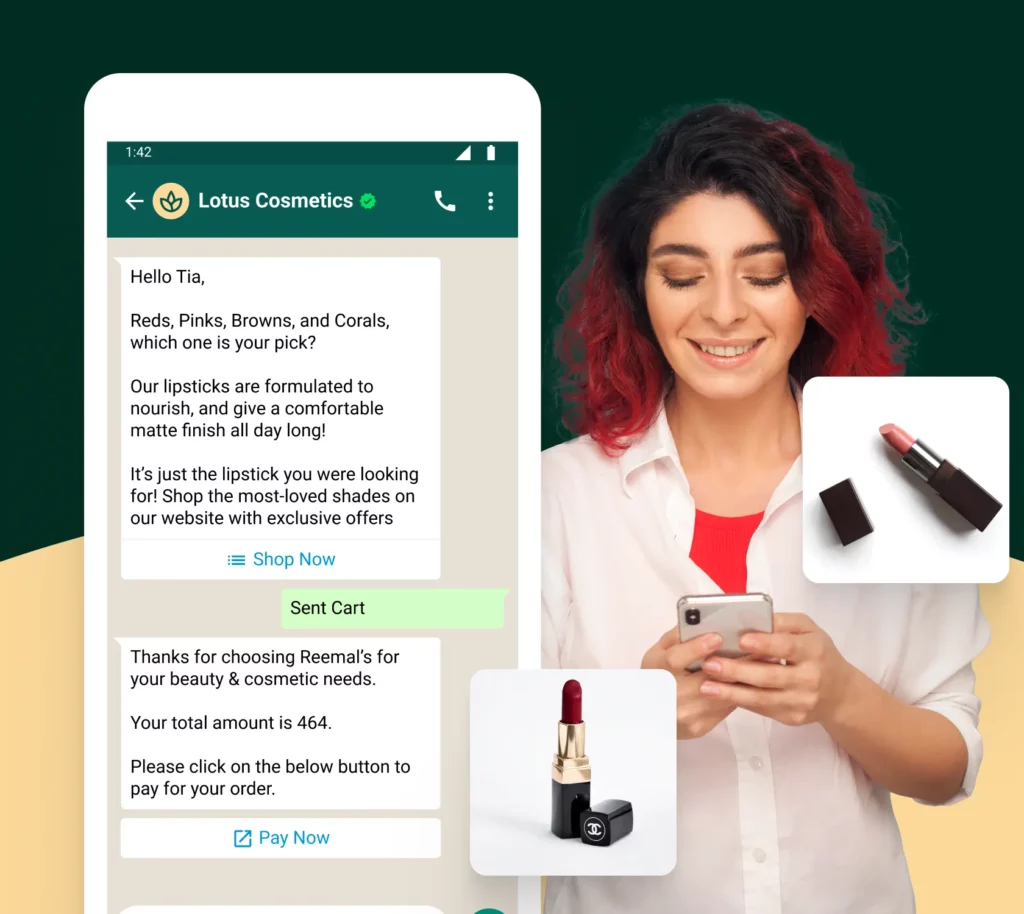 1:42
Lotus Cosmetics
Hello Tia,
Reds, Pinks, Browns, and Corals,
which one is your pick?
Our lipsticks are formulated to
nourish, and give a comfortable
matte finish all day long!
It’s just the lipstick you were looking
for! Shop the most-loved shades on
our website with exclusive offers
Shop Now
Sent Cart
Thanks for choosing Reemal’s for
your beauty & cosmetic needs.
Your total amount is 464.
Please click on the below button to
pay for your order.
Pay Now